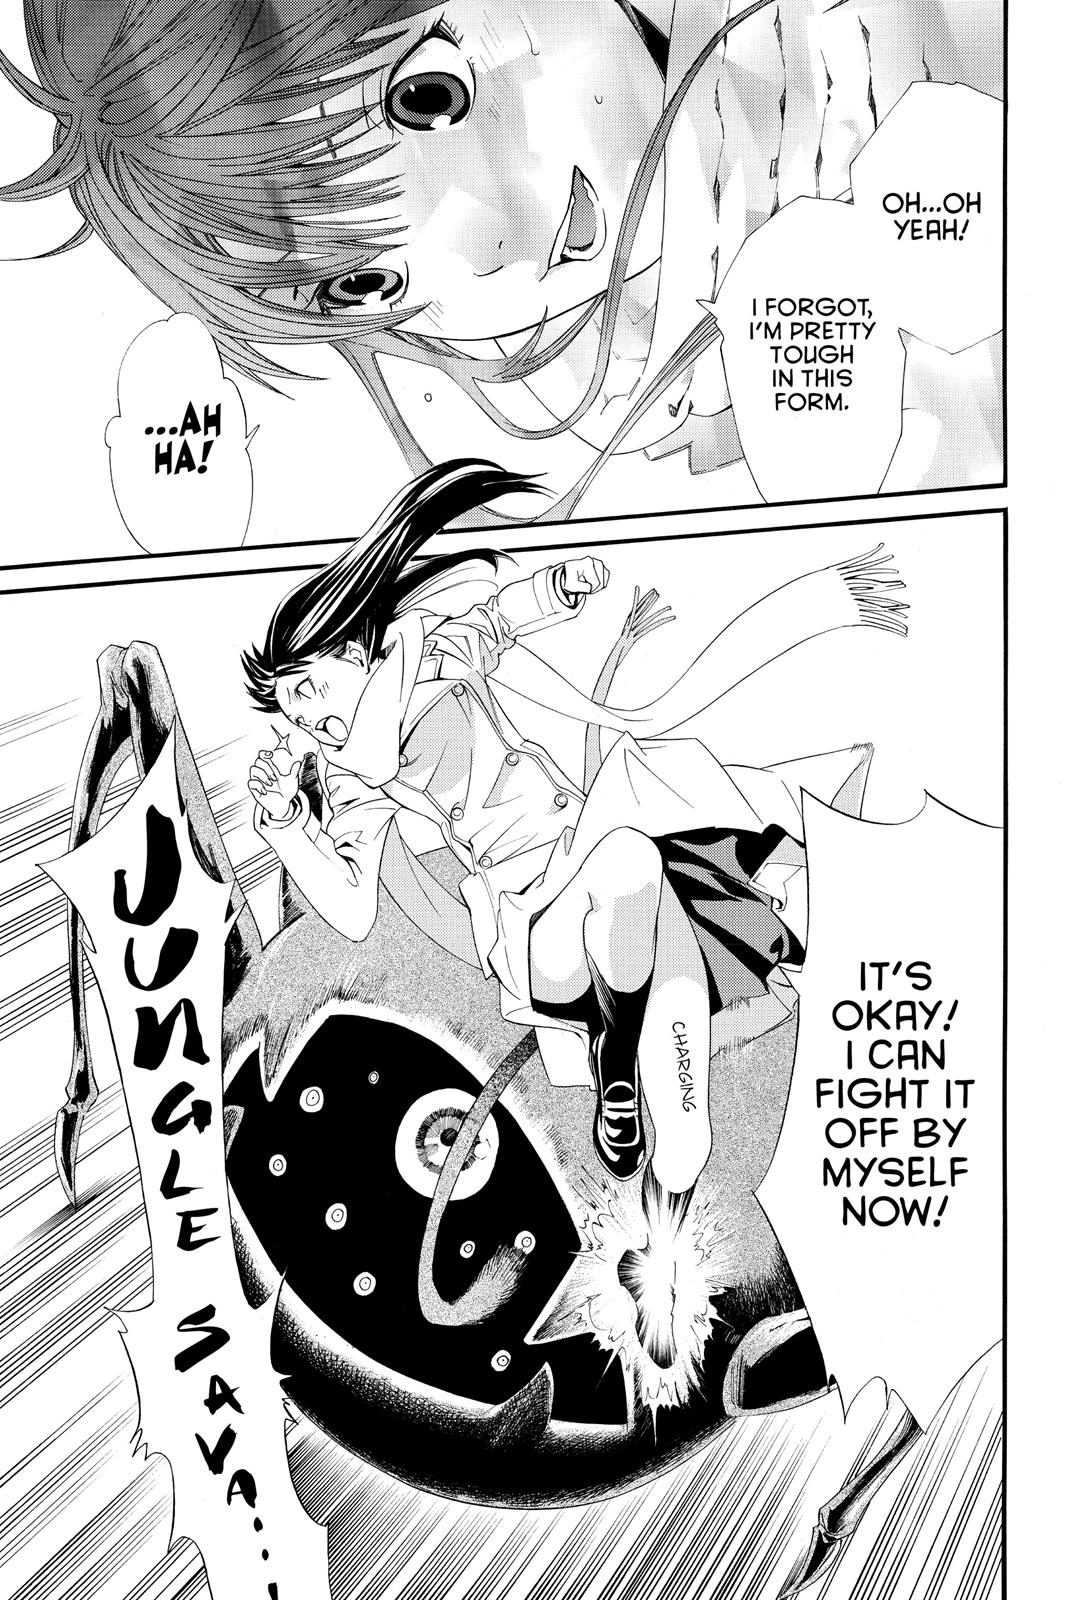 OH...OH
YEAH!
I FORGOT,
I'M PRETTY
TOUGH
IN THIS
FORM.
...AH
HA!
IT'S
OKAY!
I CAN
FIGHT IT
OFF BY
MYSELF
NOW!
CHARGING
JUNGLE SAVA...!